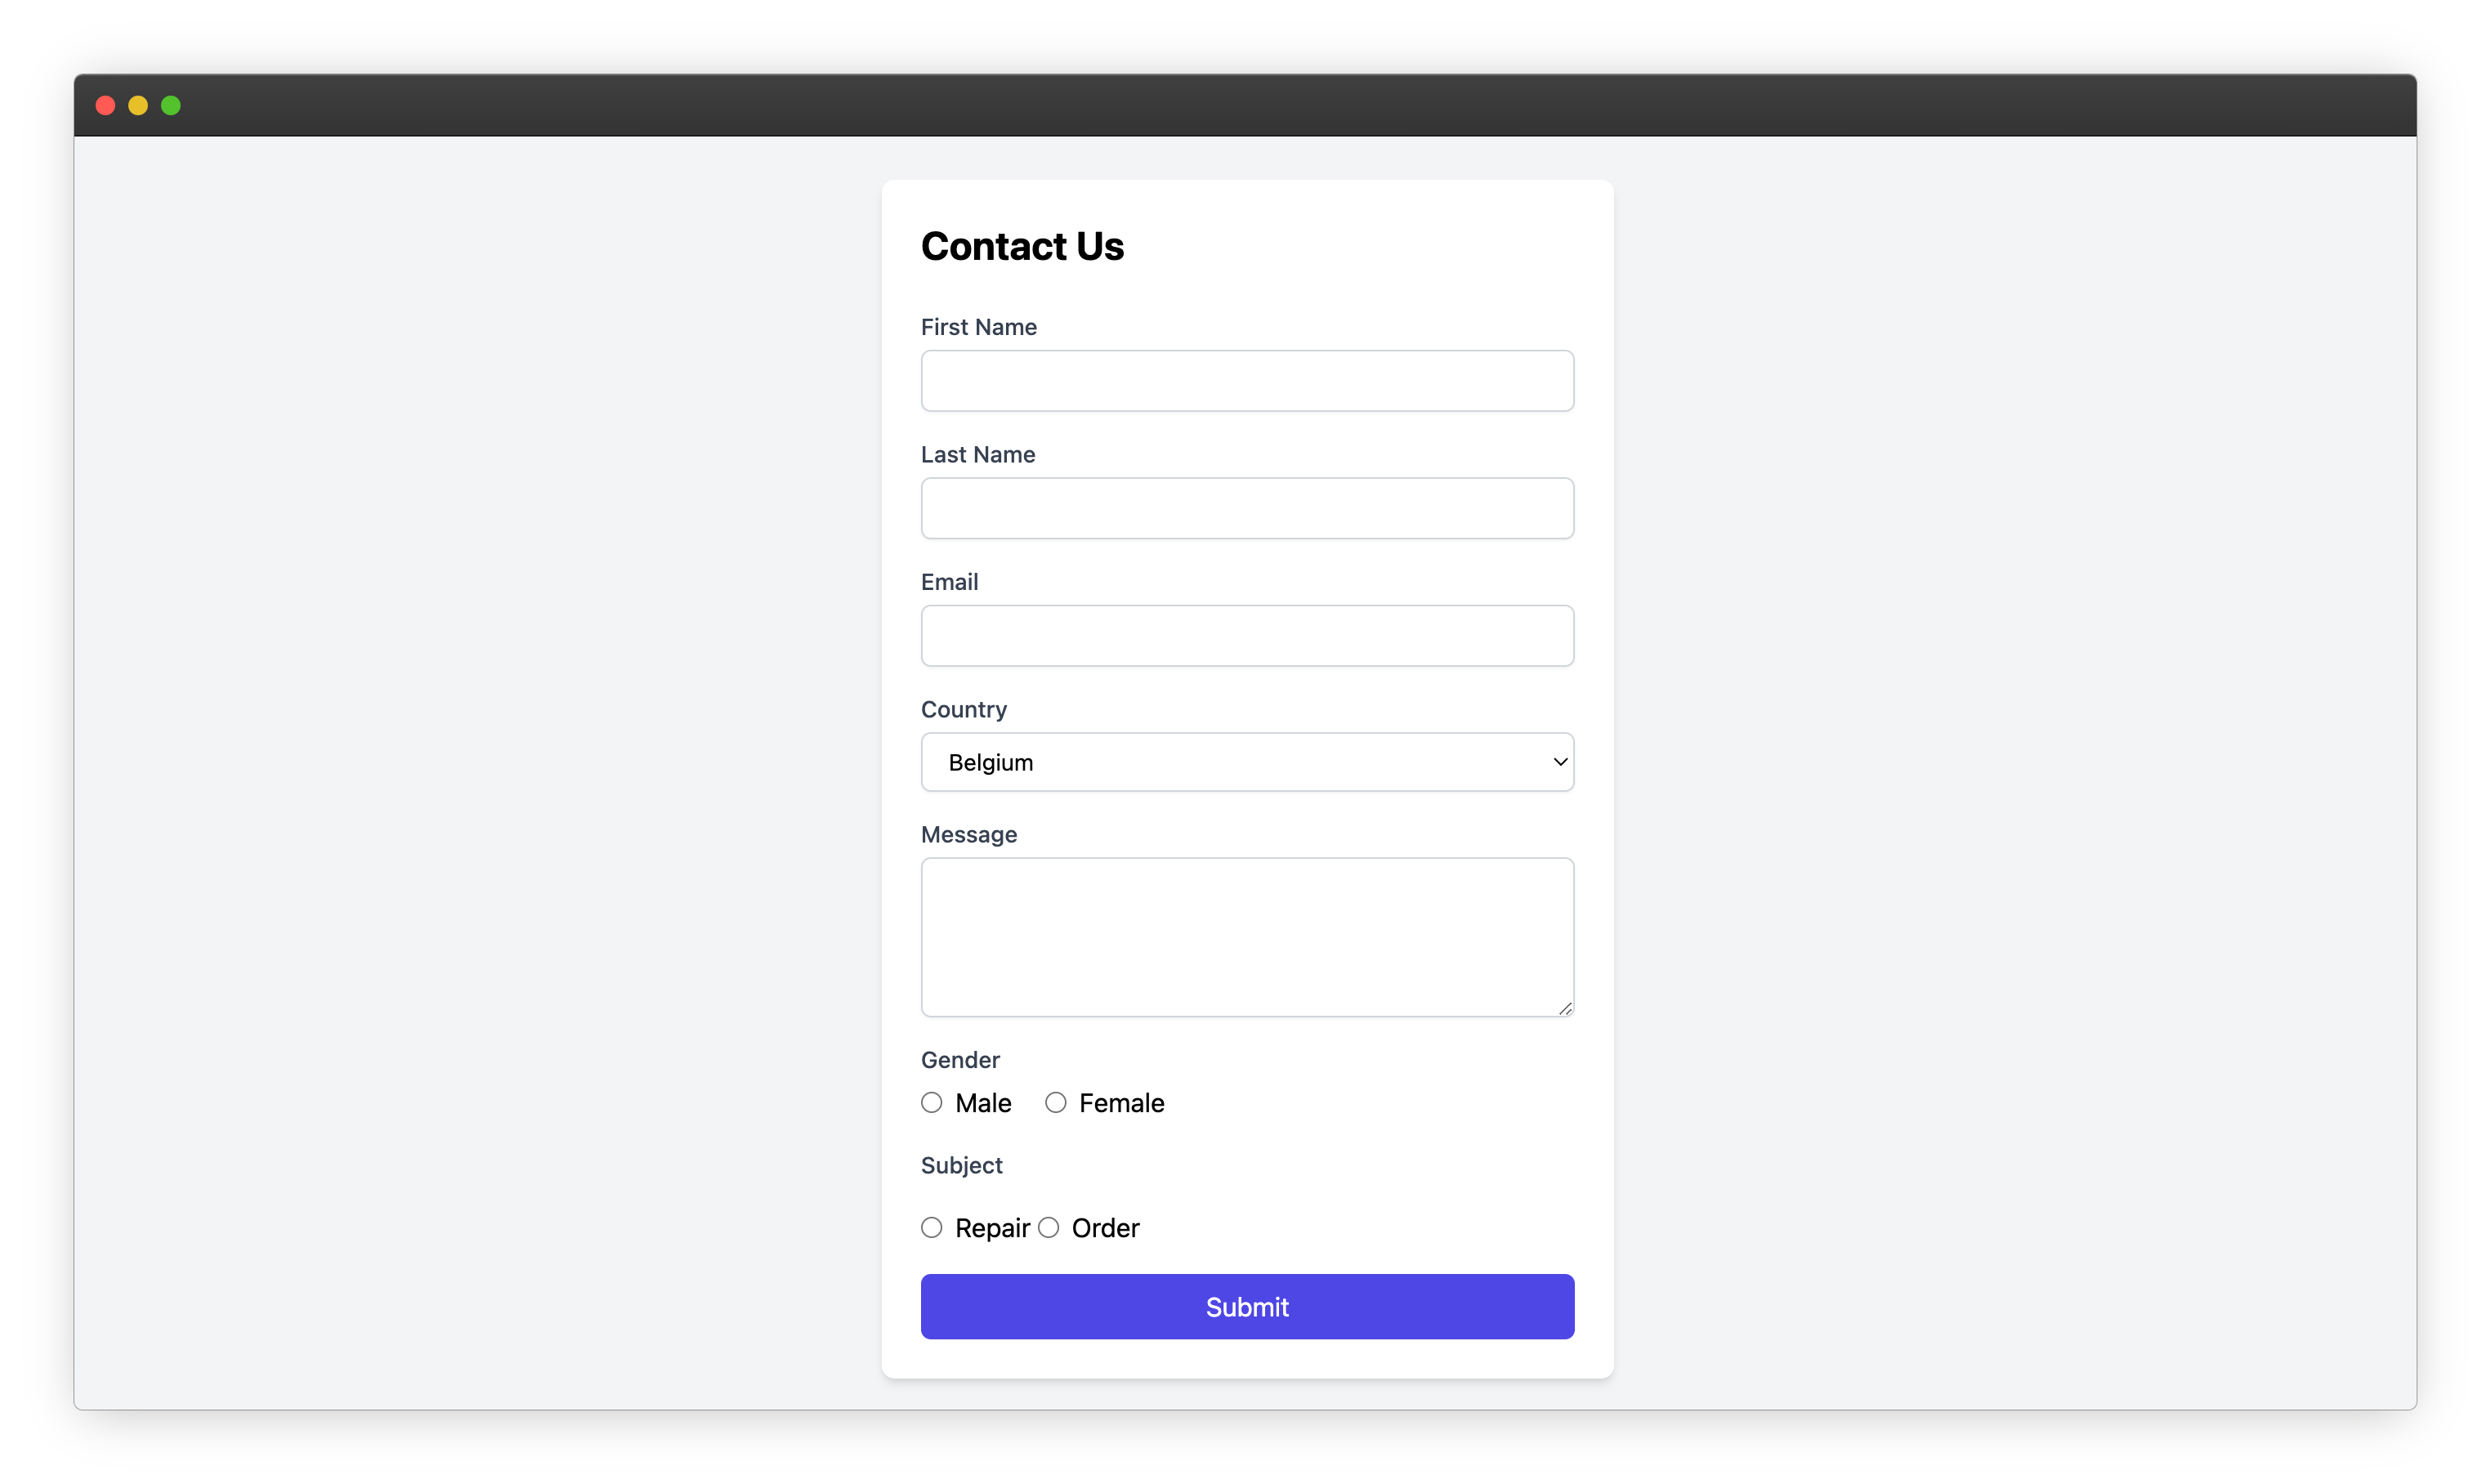 Contact Us
First Name
Last Name
Email
Country
Belgium
Message
Gender
Male Female
Subject
Repair Order
Submit